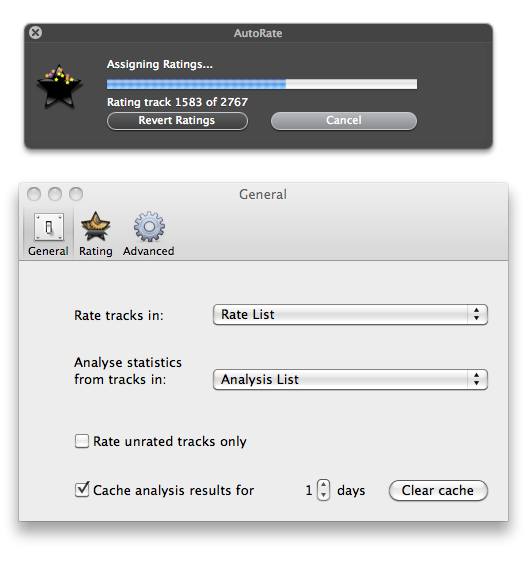 AutoRate
Assigning Ratings...
Rating track 1583 of 2767
Revert Ratings Cancel
General
General Rating Advanced
Rate tracks in: Rate List
Analyse statistics
from tracks in: Analysis List
Rate unrated tracks only
Cache analysis results for 1 days Clear cache